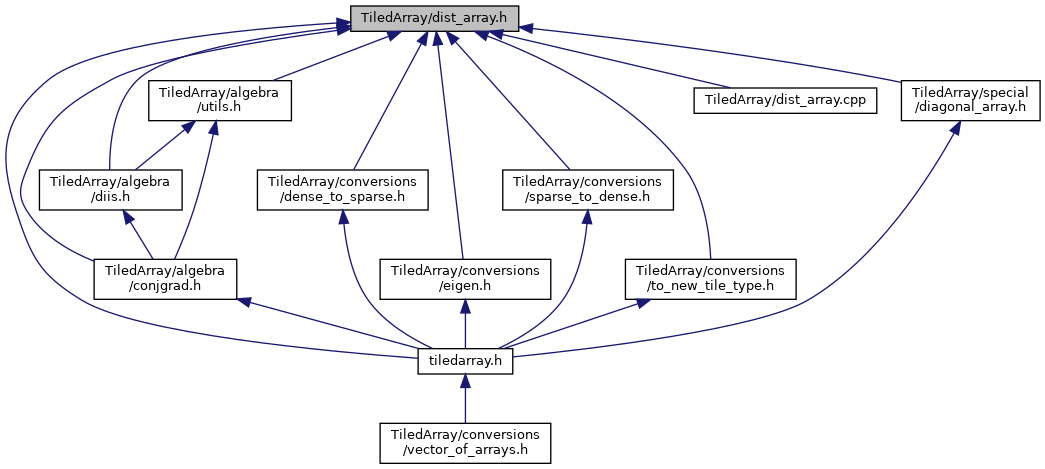 TiledArray/dist_array.h
TiledArray/algebra
/utils.h
TiledArray/dist_array.cpp
TiledArray/special
/diagonal_array.h
TiledArray/algebra
/diis.h
TiledArray/conversions
/dense_to_sparse.h
TiledArray/conversions
/sparse_to_dense.h
TiledArray/algebra
/conjgrad.h
TiledArray/conversions
/eigen.h
TiledArray/conversions
/to_new_tile_type.h
tiledarray.h
TiledArray/conversions
/vector_of_arrays.h